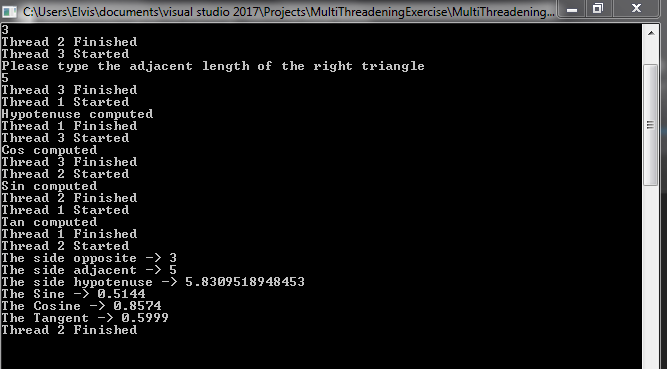 C:\Users\Elvis\documents\visual studio 2017\Projects\MultiThreadeningExercise\MultiThreadening...
3
Thread 2 Finished
Thread 3 Started
Please type the adjacent length of the right triangle
5
Thread 3 Finished
Thread 1 Started
Hypotenuse computed
Thread 1 Finished
Thread 3 Started
Cos computed
Thread 3 Finished
Thread 2 Started
Sin computed
Thread 2 Finished
Thread 1 Started
Tan computed
Thread 1 Finished
Thread 2 Started
The side opposite -> 3
The side adjacent -> 5
The side hypotenuse -> 5.8309518948453
The Sine -> 0.5144
The Cosine -> 0.8574
The Tangent -> 0.5999
Thread 2 Finished